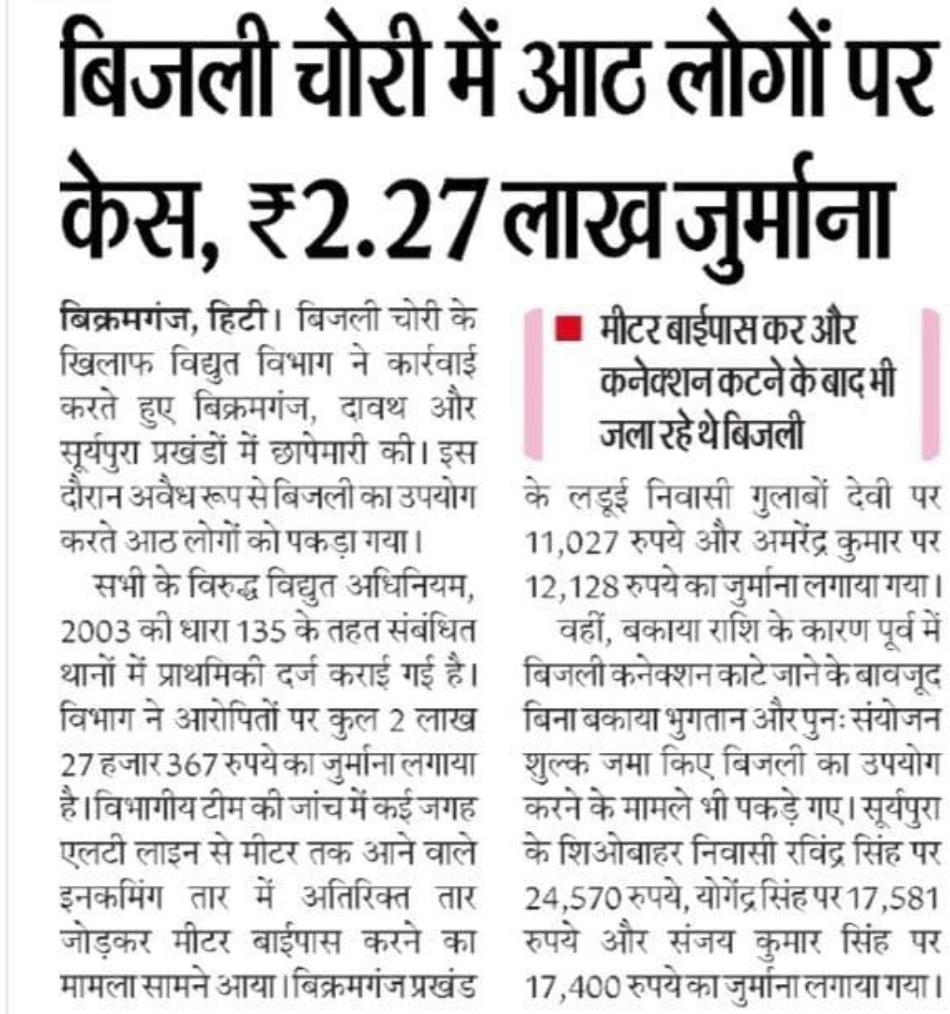 बिजली चोरी में आठ लोगों पर
केस, ₹2.27 लाख जुर्माना
बिक्रमगंज, हिटी। बिजली चोरी के
खिलाफ विद्युत विभाग ने कार्रवाई
करते हुए बिक्रमगंज, दावथ और
सूर्यपुरा प्रखंडों में छापेमारी की। इस
दौरान अवैध रूप से बिजली का उपयोग
करते आठ लोगों को पकड़ा गया।
सभी के विरुद्ध विद्युत अधिनियम,
2003 की धारा 135 के तहत संबंधित
थानों में प्राथमिकी दर्ज कराई गई है।
विभाग ने आरोपितों पर कुल 2 लाख
27 हजार 367 रुपये का जुर्माना लगाया
है। विभागीय टीम की जांच में कई जगह
एलटी लाइन से मीटर तक आने वाले
इनकमिंग तार में अतिरिक्त तार
जोड़कर मीटर बाईपास करने का
मामला सामने आया। बिक्रमगंज प्रखंड
मीटर बाईपास कर और
कनेक्शन कटने के बाद भी
जला रहे थे बिजली
के लडूई निवासी गुलाबों देवी पर
11,027 रुपये और अमरेंद्र कुमार पर
12,128 रुपये का जुर्माना लगाया गया।
वहीं, बकाया राशि के कारण पूर्व में
बिजली कनेक्शन काटे जाने के बावजूद
बिना बकाया भुगतान और पुनः संयोजन
शुल्क जमा किए बिजली का उपयोग
करने के मामले भी पकड़े गए। सूर्यपुरा
के शिओबाहर निवासी रविंद्र सिंह पर
24,570 रुपये, योगेंद्र सिंह पर 17,581
रुपये और संजय कुमार सिंह पर
17,400 रुपये का जुर्माना लगाया गया।